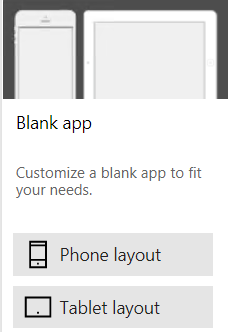 Blank app
Customize a blank app to fit
your needs.
Phone layout
Tablet layout